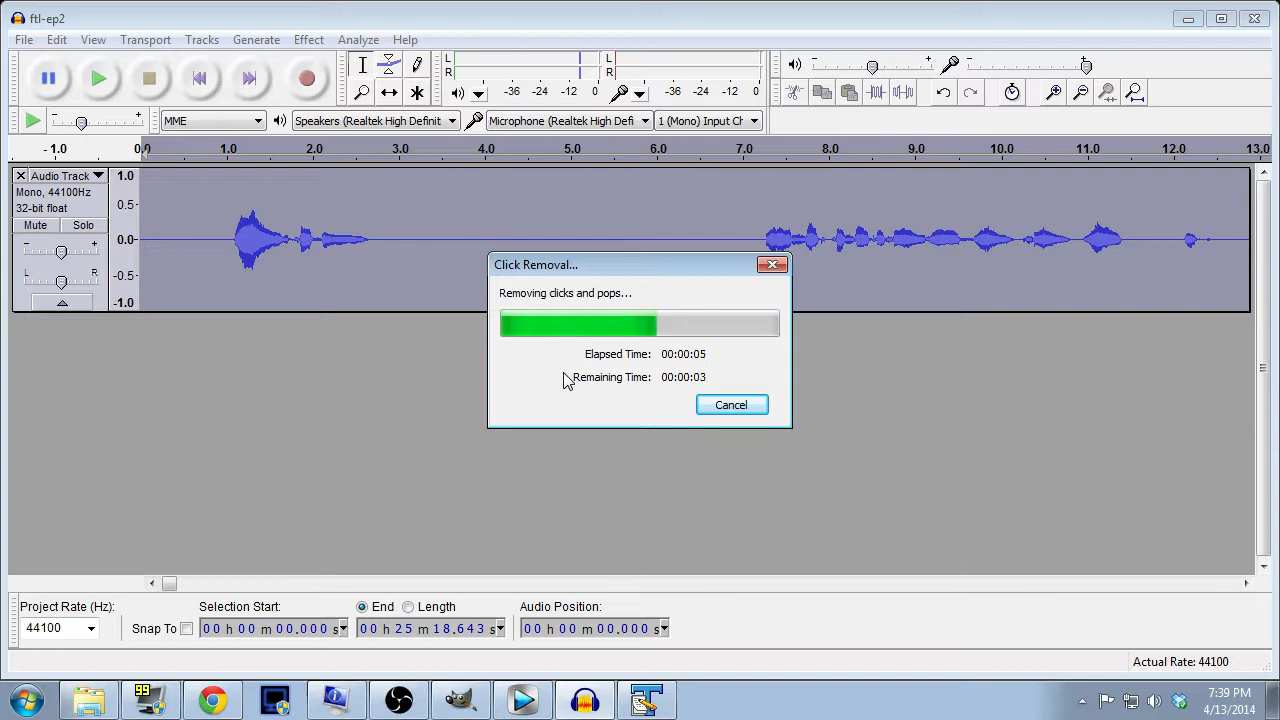 ftl-ep2
File Edit View Transport Tracks Generate Effect Analyze Help
L R -36 -24 -12 0 L R -36 -24 -12 0
MME Speakers (Realtek High Definit Microphone (Realtek High Defini 1 (Mono) Input Ch
- 1.0 0.0 1.0 2.0 3.0 4.0 5.0 6.0 7.0 8.0 9.0 10.0 11.0 12.0 13.0
Audio Track
Mono, 44100Hz
32-bit float
Mute Solo
- +
L R
1.0
0.5
0.0
-0.5
-1.0
Click Removal...
Removing clicks and pops...
Elapsed Time: 00:00:05
Remaining Time: 00:00:03
Cancel
Project Rate (Hz): Selection Start: End Length Audio Position:
44100 Snap To 00 h 00 m 00.000 s 00 h 25 m 18.643 s 00 h 00 m 00.000 s
Actual Rate: 44100
99
7:39 PM
4/13/2014